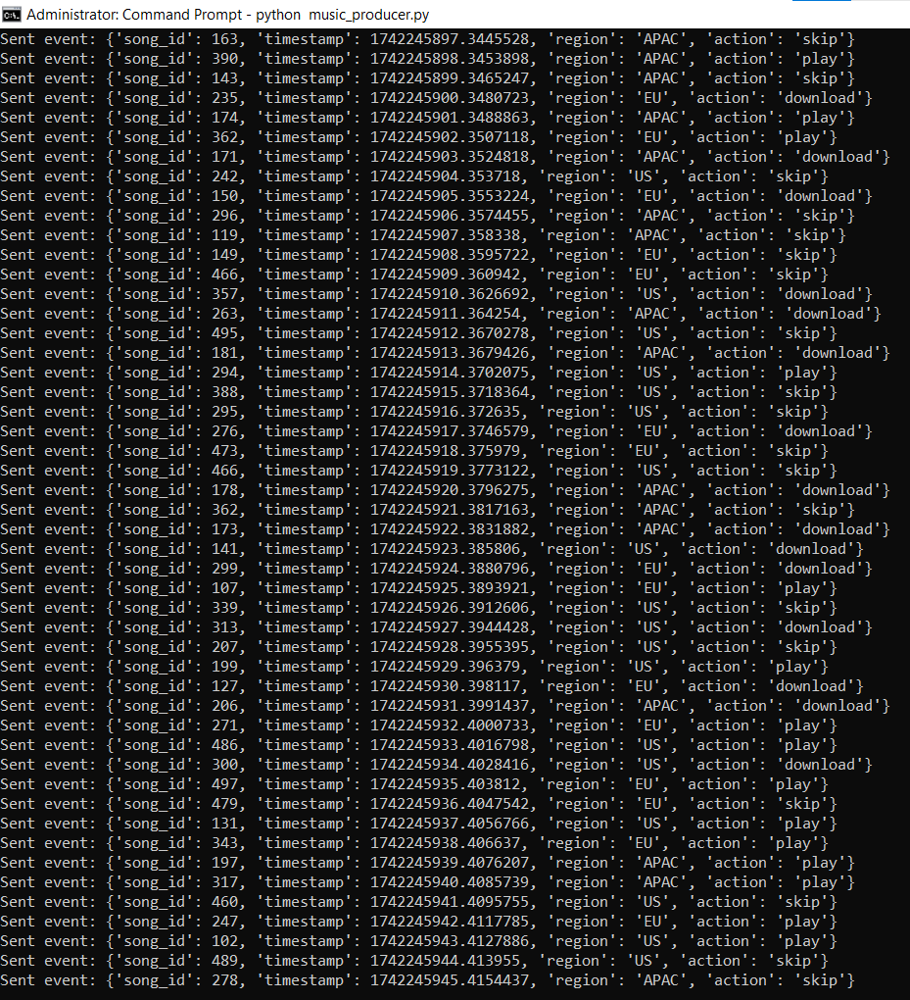 Administrator: Command Prompt - python  music_producer.py
Sent event: {'song_id': 163, 'timestamp': 1742245897.3445528, 'region': 'APAC', 'action': 'skip'}
Sent event: {'song_id': 390, 'timestamp': 1742245898.3453898, 'region': 'APAC', 'action': 'play'}
Sent event: {'song_id': 143, 'timestamp': 1742245899.3465247, 'region': 'APAC', 'action': 'skip'}
Sent event: {'song_id': 235, 'timestamp': 1742245900.3480723, 'region': 'EU', 'action': 'download'}
Sent event: {'song_id': 174, 'timestamp': 1742245901.3488863, 'region': 'APAC', 'action': 'play'}
Sent event: {'song_id': 362, 'timestamp': 1742245902.3507118, 'region': 'EU', 'action': 'play'}
Sent event: {'song_id': 171, 'timestamp': 1742245903.3524818, 'region': 'APAC', 'action': 'download'}
Sent event: {'song_id': 242, 'timestamp': 1742245904.353718, 'region': 'US', 'action': 'skip'}
Sent event: {'song_id': 150, 'timestamp': 1742245905.3553224, 'region': 'EU', 'action': 'download'}
Sent event: {'song_id': 296, 'timestamp': 1742245906.3574455, 'region': 'APAC', 'action': 'skip'}
Sent event: {'song_id': 119, 'timestamp': 1742245907.358338, 'region': 'APAC', 'action': 'skip'}
Sent event: {'song_id': 149, 'timestamp': 1742245908.3595722, 'region': 'EU', 'action': 'skip'}
Sent event: {'song_id': 466, 'timestamp': 1742245909.360942, 'region': 'EU', 'action': 'skip'}
Sent event: {'song_id': 357, 'timestamp': 1742245910.3626692, 'region': 'US', 'action': 'download'}
Sent event: {'song_id': 263, 'timestamp': 1742245911.364254, 'region': 'APAC', 'action': 'download'}
Sent event: {'song_id': 495, 'timestamp': 1742245912.3670278, 'region': 'US', 'action': 'skip'}
Sent event: {'song_id': 181, 'timestamp': 1742245913.3679426, 'region': 'APAC', 'action': 'download'}
Sent event: {'song_id': 294, 'timestamp': 1742245914.3702075, 'region': 'US', 'action': 'play'}
Sent event: {'song_id': 388, 'timestamp': 1742245915.3718364, 'region': 'US', 'action': 'skip'}
Sent event: {'song_id': 295, 'timestamp': 1742245916.372635, 'region': 'US', 'action': 'skip'}
Sent event: {'song_id': 276, 'timestamp': 1742245917.3746579, 'region': 'EU', 'action': 'download'}
Sent event: {'song_id': 473, 'timestamp': 1742245918.375979, 'region': 'EU', 'action': 'skip'}
Sent event: {'song_id': 466, 'timestamp': 1742245919.3773122, 'region': 'US', 'action': 'skip'}
Sent event: {'song_id': 178, 'timestamp': 1742245920.3796275, 'region': 'APAC', 'action': 'download'}
Sent event: {'song_id': 362, 'timestamp': 1742245921.3817163, 'region': 'APAC', 'action': 'skip'}
Sent event: {'song_id': 173, 'timestamp': 1742245922.3831882, 'region': 'APAC', 'action': 'download'}
Sent event: {'song_id': 141, 'timestamp': 1742245923.385806, 'region': 'US', 'action': 'download'}
Sent event: {'song_id': 299, 'timestamp': 1742245924.3880796, 'region': 'EU', 'action': 'download'}
Sent event: {'song_id': 107, 'timestamp': 1742245925.3893921, 'region': 'EU', 'action': 'play'}
Sent event: {'song_id': 339, 'timestamp': 1742245926.3912606, 'region': 'US', 'action': 'skip'}
Sent event: {'song_id': 313, 'timestamp': 1742245927.3944428, 'region': 'US', 'action': 'download'}
Sent event: {'song_id': 207, 'timestamp': 1742245928.3955395, 'region': 'US', 'action': 'skip'}
Sent event: {'song_id': 199, 'timestamp': 1742245929.396379, 'region': 'US', 'action': 'play'}
Sent event: {'song_id': 127, 'timestamp': 1742245930.398117, 'region': 'EU', 'action': 'download'}
Sent event: {'song_id': 206, 'timestamp': 1742245931.3991437, 'region': 'APAC', 'action': 'download'}
Sent event: {'song_id': 271, 'timestamp': 1742245932.4000733, 'region': 'EU', 'action': 'play'}
Sent event: {'song_id': 486, 'timestamp': 1742245933.4016798, 'region': 'US', 'action': 'play'}
Sent event: {'song_id': 300, 'timestamp': 1742245934.4028416, 'region': 'US', 'action': 'download'}
Sent event: {'song_id': 497, 'timestamp': 1742245935.403812, 'region': 'EU', 'action': 'play'}
Sent event: {'song_id': 479, 'timestamp': 1742245936.4047542, 'region': 'EU', 'action': 'skip'}
Sent event: {'song_id': 131, 'timestamp': 1742245937.4056766, 'region': 'US', 'action': 'play'}
Sent event: {'song_id': 343, 'timestamp': 1742245938.406637, 'region': 'EU', 'action': 'play'}
Sent event: {'song_id': 197, 'timestamp': 1742245939.4076207, 'region': 'APAC', 'action': 'play'}
Sent event: {'song_id': 317, 'timestamp': 1742245940.4085739, 'region': 'APAC', 'action': 'play'}
Sent event: {'song_id': 460, 'timestamp': 1742245941.4095755, 'region': 'US', 'action': 'skip'}
Sent event: {'song_id': 247, 'timestamp': 1742245942.4117785, 'region': 'EU', 'action': 'play'}
Sent event: {'song_id': 102, 'timestamp': 1742245943.4127886, 'region': 'US', 'action': 'play'}
Sent event: {'song_id': 489, 'timestamp': 1742245944.413955, 'region': 'US', 'action': 'skip'}
Sent event: {'song_id': 278, 'timestamp': 1742245945.4154437, 'region': 'APAC', 'action': 'skip'}